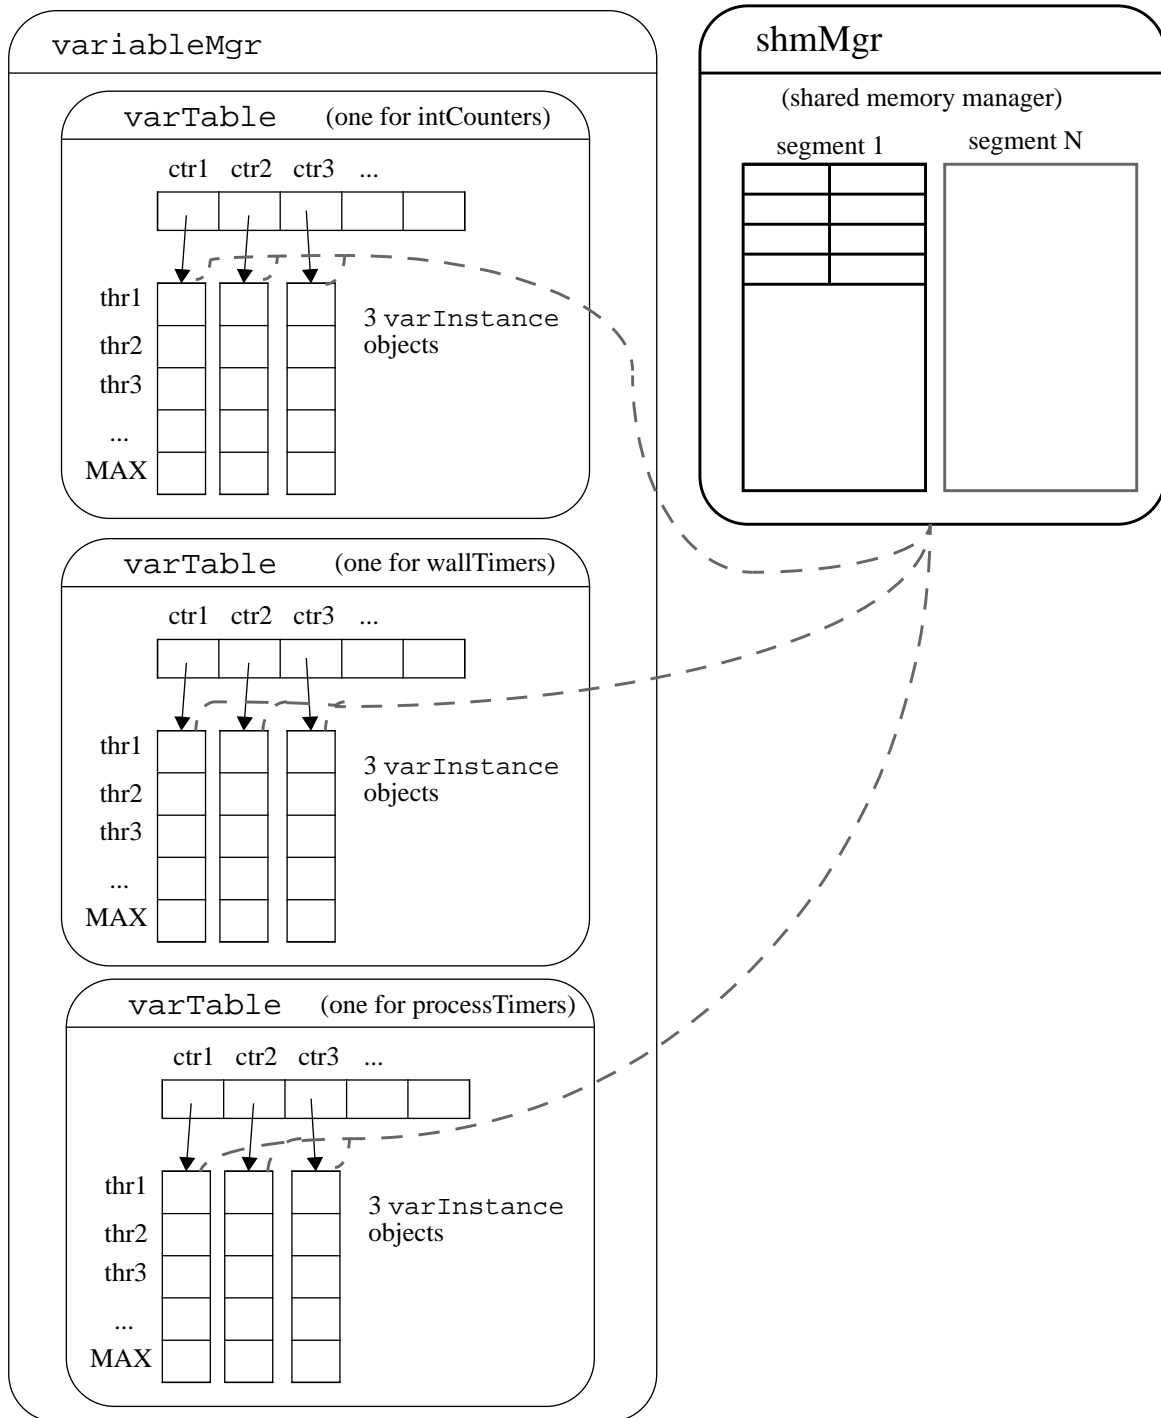 variableMgr
varTable (one for intCounters)
ctr1 ctr2 ctr3 ...
thr1
thr2
thr3
...
MAX
3 varInstance
objects
varTable (one for wallTimers)
ctr1 ctr2 ctr3 ...
thr1
thr2
thr3
...
MAX
3 varInstance
objects
varTable (one for processTimers)
ctr1 ctr2 ctr3 ...
thr1
thr2
thr3
...
MAX
3 varInstance
objects
shmMgr
(shared memory manager)
segment 1 segment N